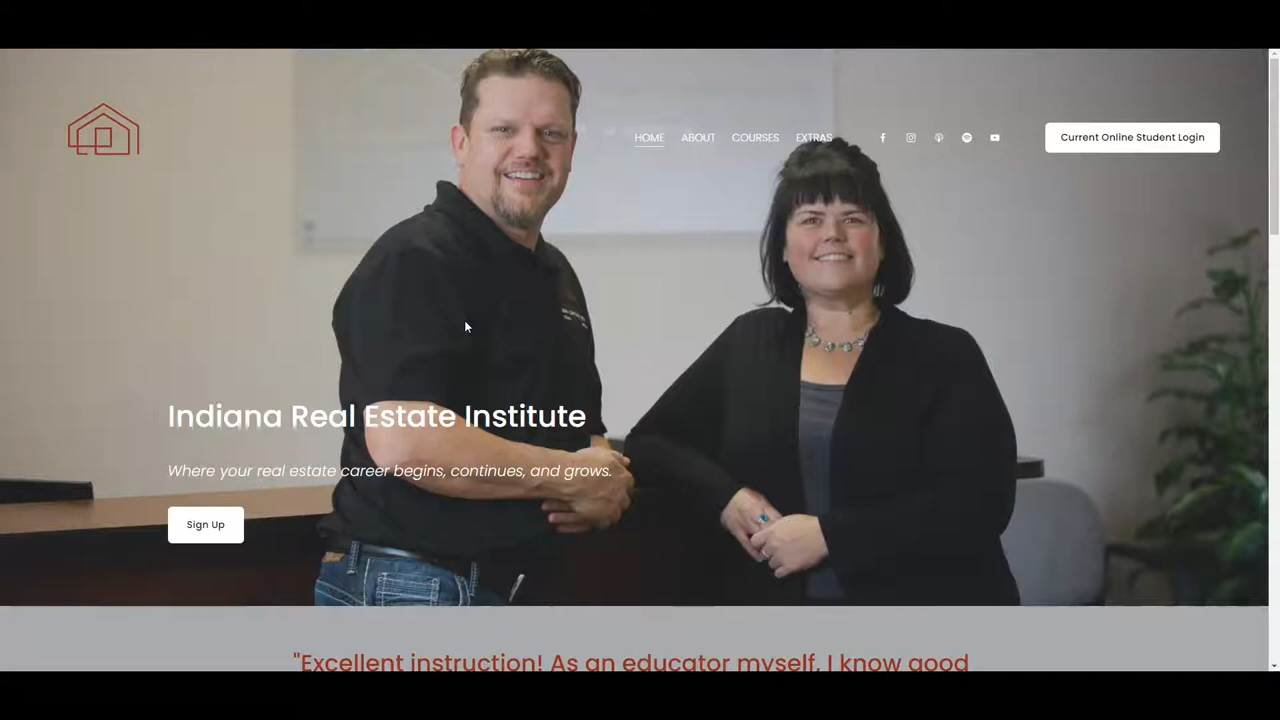 HOME ABOUT COURSES EXTRAS
Current Online Student Login
Indiana Real Estate Institute
Where your real estate career begins, continues, and grows.
Sign Up
"Excellent instruction! As an educator myself, I know good